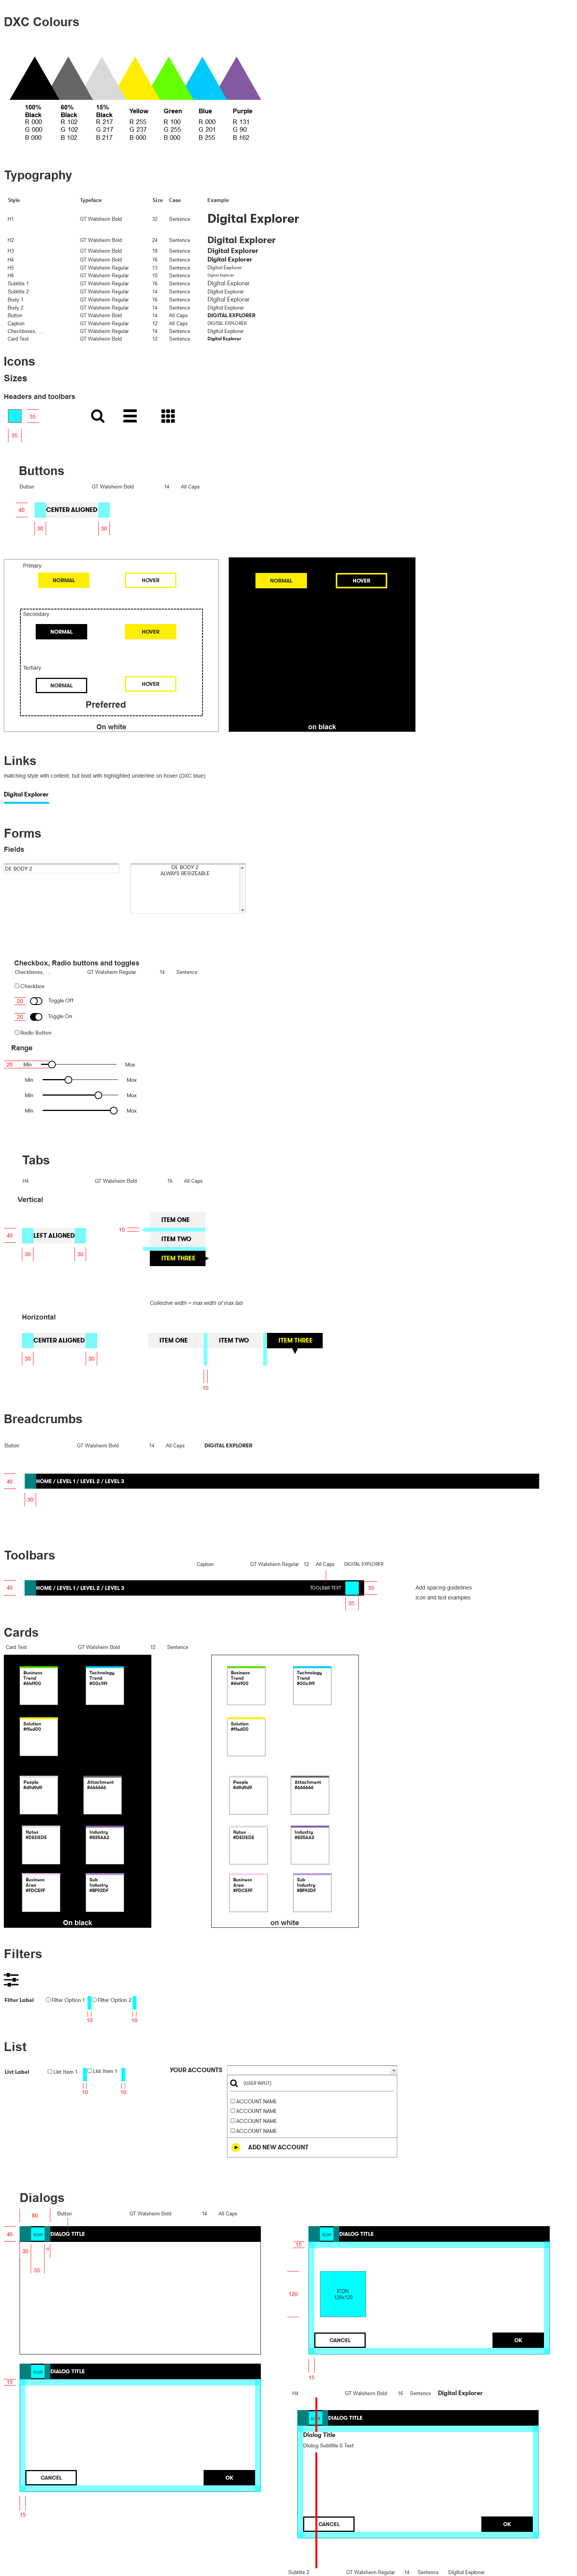 DXC Colours
100% Black
60% Black
15% Black
Yellow
Green
Blue
Purple
R 000 R 102 R 217 R 255 R 100 R 000 R 131
G 000 G 102 G 217 G 237 G 255 G 201 G 90
B 000 B 102 B 217 B 000 B 000 B 255 B 162
Typography
Style Typeface Size Case Example
H1 GT Walsheim Bold 32 Sentence Digital Explorer
H2 GT Walsheim Bold 24 Sentence Digital Explorer
H3 GT Walsheim Bold 18 Sentence Digital Explorer
H4 GT Walsheim Bold 16 Sentence Digital Explorer
H5 GT Walsheim Regular 13 Sentence Digital Explorer
H6 GT Walsheim Regular 10 Sentence Digital Explorer
Subtitle 1 GT Walsheim Regular 16 Sentence Digital Explorer
Subtitle 2 GT Walsheim Regular 14 Sentence Digital Explorer
Body 1 GT Walsheim Regular 16 Sentence Digital Explorer
Body 2 GT Walsheim Regular 14 Sentence Digital Explorer
Button GT Walsheim Bold 14 All Caps DIGITAL EXPLORER
Caption GT Walsheim Regular 12 All Caps DIGITAL EXPLORER
Checkboxes, ... GT Walsheim Regular 14 Sentence Digital Explorer
Card Text GT Walsheim Bold 12 Sentence Digital Explorer
Icons
Sizes
Headers and toolbars
35
35
Buttons
Button GT Walsheim Bold 14 All Caps
40 CENTER ALIGNED
30 30
Primary
NORMAL HOVER
Secondary
NORMAL HOVER
Tertiary
NORMAL HOVER
Preferred
On white
NORMAL HOVER
on black
Links
matching style with content, but bold with highlighted underline on hover (DXC blue)
Digital Explorer
Forms
Fields
DE BODY 2
DE BODY 2
ALWAYS RESIZEABLE
Checkbox, Radio buttons and toggles
Checkboxes, ... GT Walsheim Regular 14 Sentence
Checkbox
20 Toggle Off
20 Toggle On
Radio Button
Range
20 Min Max
Min Max
Min Max
Min Max
Tabs
H4 GT Walsheim Bold 16 All Caps
Vertical
40 LEFT ALIGNED
30 30
ITEM ONE
10
ITEM TWO
ITEM THREE
Collective width = max width of max tab
Horizontal
40 CENTER ALIGNED
30 30
ITEM ONE ITEM TWO ITEM THREE
10
Breadcrumbs
Button GT Walsheim Bold 14 All Caps DIGITAL EXPLORER
40 HOME / LEVEL 1 / LEVEL 2 / LEVEL 3
30
Toolbars
Caption GT Walsheim Regular 12 All Caps DIGITAL EXPLORER
40 HOME / LEVEL 1 / LEVEL 2 / LEVEL 3 TOOLBAR TEXT 35
35
Add spacing guidelines
Icon and text examples
Cards
Card Text GT Walsheim Bold 12 Sentence
Business Trend #64ff00
Technology Trend #00c9ff
Solution #ffed00
People #d9d9d9
Attachment #666666
Notes #DEDEDE
Industry #835AA2
Business Area #FDCEFF
Sub Industry #BF92DF
On black
Business Trend #64ff00
Technology Trend #00c9ff
Solution #ffed00
People #d9d9d9
Attachment #666666
Notes #DEDEDE
Industry #835AA2
Business Area #FDCEFF
Sub Industry #BF92DF
on white
Filters
Filter Label Filter Option 1 Filter Option 2
10 10
List
List Label List Item 1 List Item 1
10 10
YOUR ACCOUNTS
(USER INPUT)
ACCOUNT NAME
ACCOUNT NAME
ACCOUNT NAME
ACCOUNT NAME
ADD NEW ACCOUNT
Dialogs
80 Button GT Walsheim Bold 14 All Caps
40 ICON DIALOG TITLE
30
35
ICON DIALOG TITLE
15
120
ICON
120x120
CANCEL OK
15
ICON DIALOG TITLE
15
CANCEL OK
15
H4 GT Walsheim Bold 16 Sentence Digital Explorer
DIALOG TITLE
Dialog Title
Dialog Subtitle & Text
CANCEL OK
Subtitle 2 GT Walsheim Regular 14 Sentence Digital Explorer